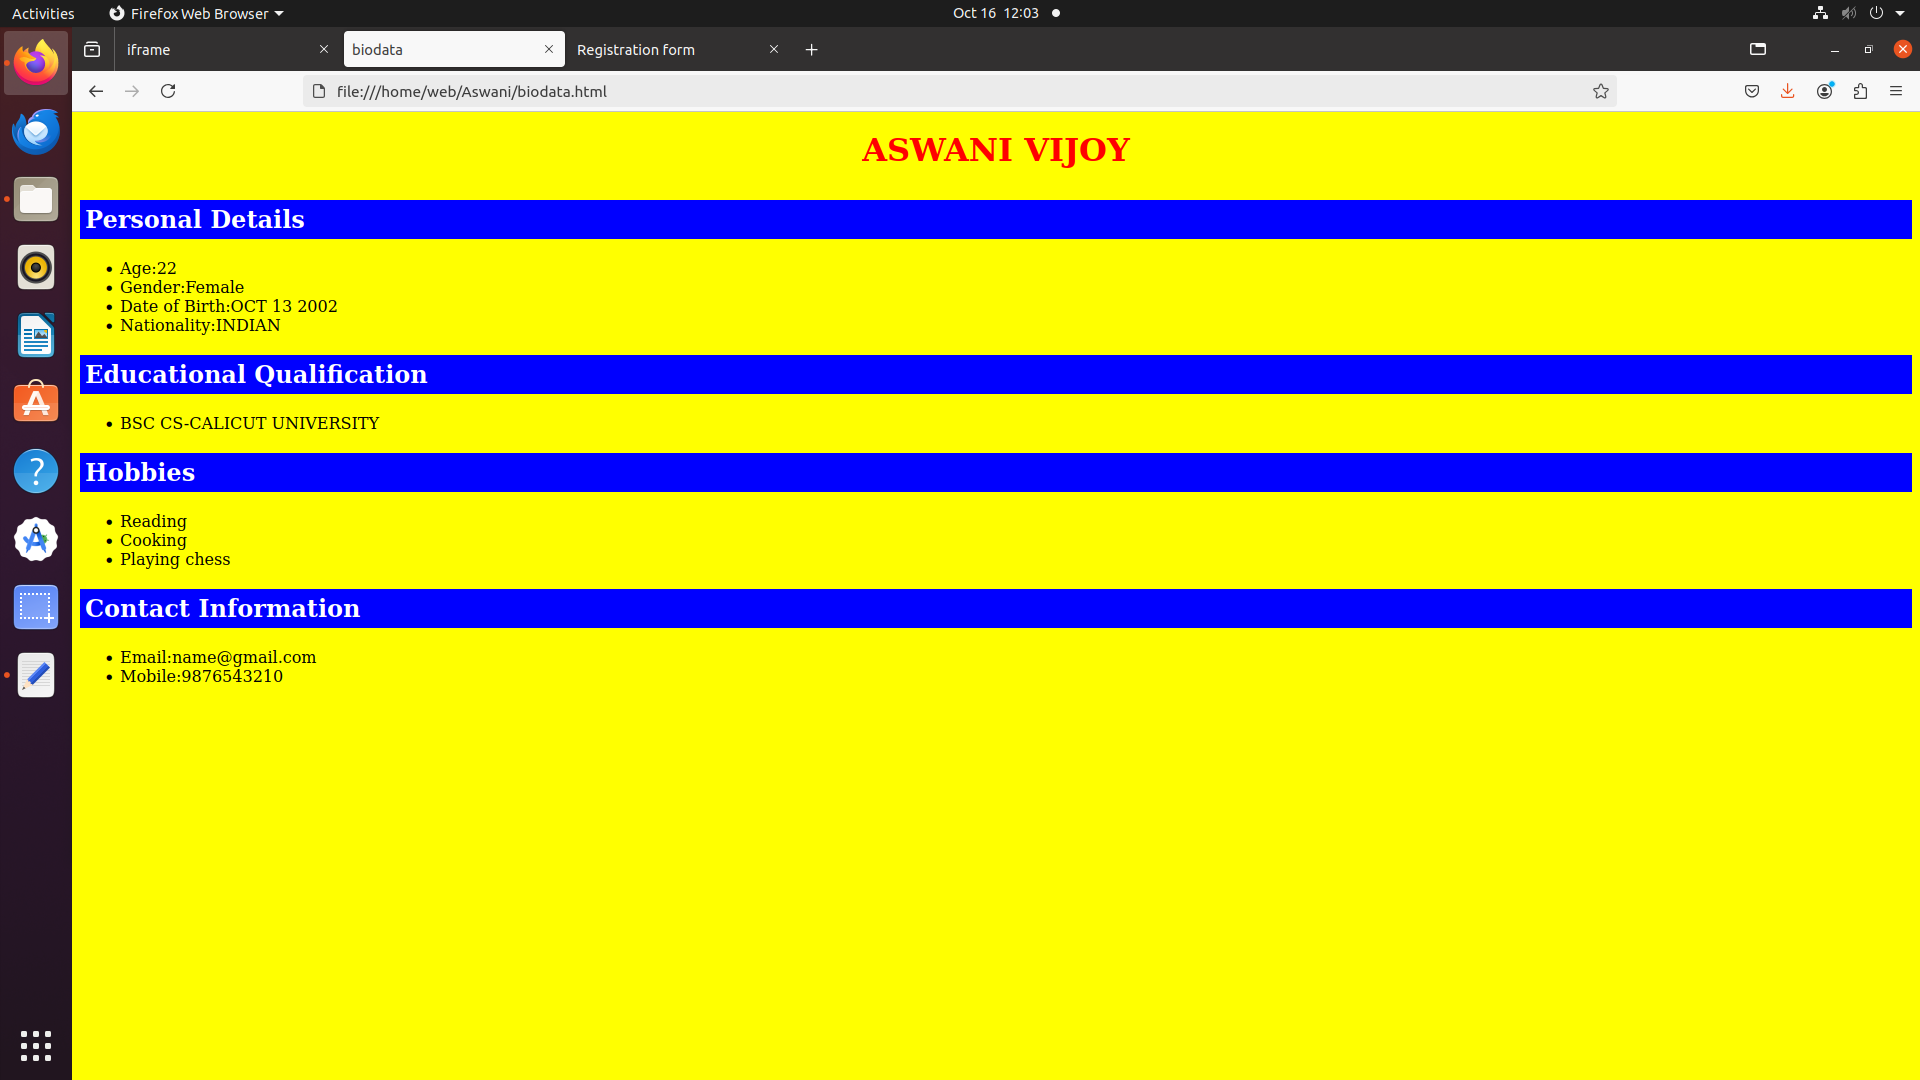 Activities
Firefox Web Browser
Oct 16 12:03
iframe
biodata
Registration form
file:///home/web/Aswani/biodata.html
ASWANI VIJOY
Personal Details
Age:22
Gender:Female
Date of Birth:OCT 13 2002
Nationality:INDIAN
Educational Qualification
BSC CS-CALICUT UNIVERSITY
Hobbies
Reading
Cooking
Playing chess
Contact Information
Email:name@gmail.com
Mobile:9876543210